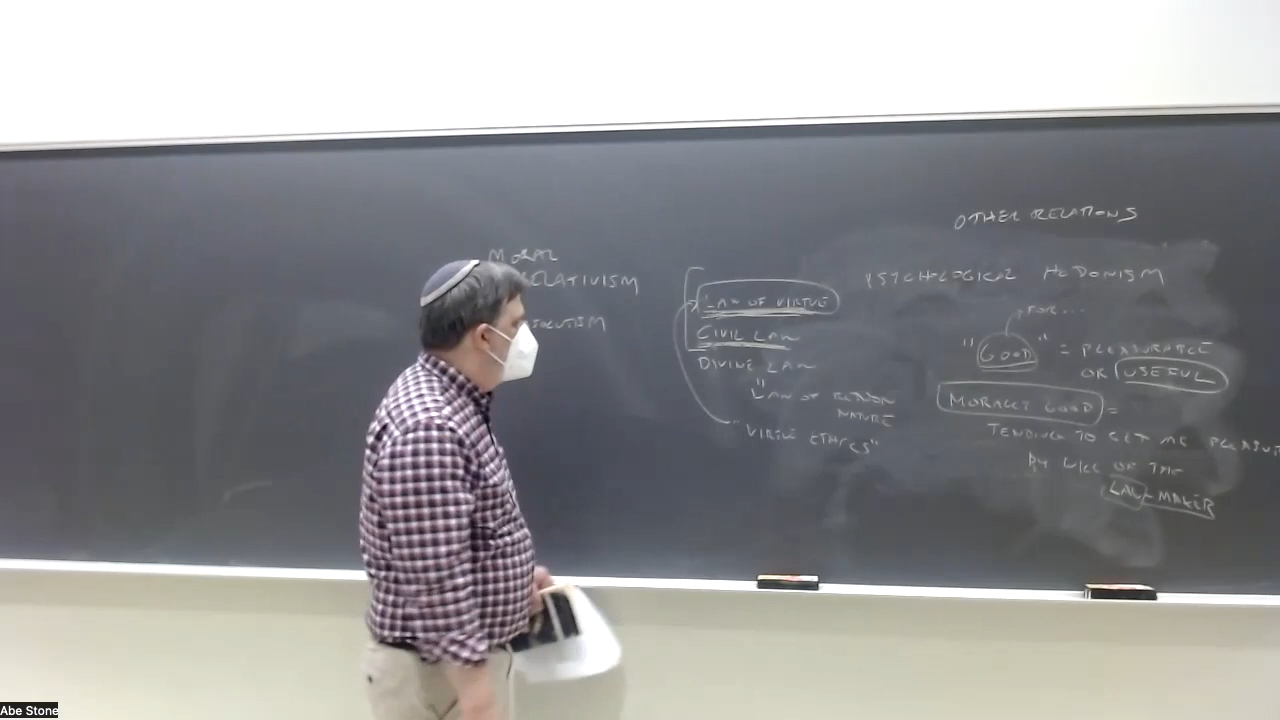 MORAL
RELATIVISM
OTHER RELATIONS
PSYCHOLOGICAL HEDONISM
LAW OF VIRTUE
CIVIL LAW
DIVINE LAW
"LAW OF
NATURE
"VIRTUE ETHICS"
FOR...
"GOOD" = PLEASURABLE
OR USEFUL
MORALLY GOOD =
TENDING TO GET ME
BY WILL OF THE
LAW-MAKER
Abe Stone